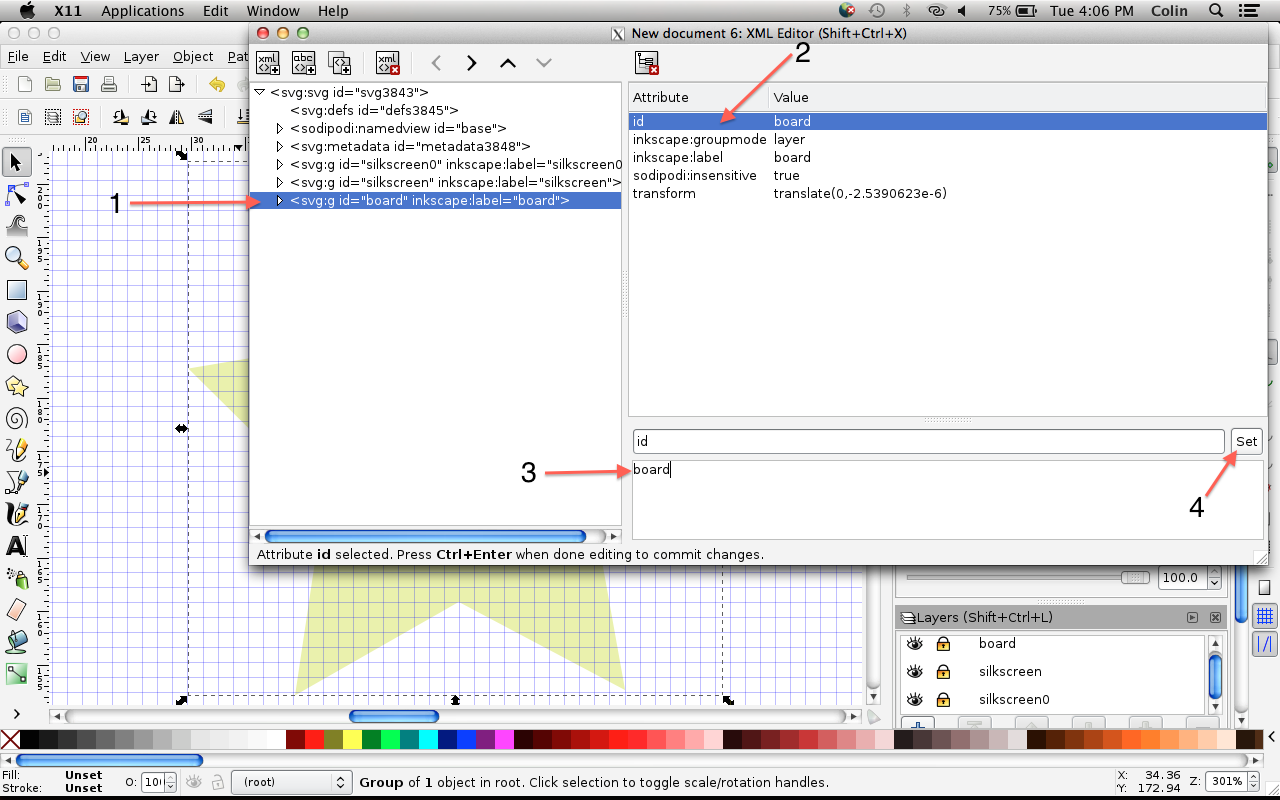 X11 Applications Edit Window Help 75% Tue 4:06 PM Colin
New document 6: XML Editor (Shift+Ctrl+X)
File Edit View Layer Object
2
Attribute Value
<svg:svg id="svg3843">
<svg:defs id="defs3845">
<sodipodi:namedview id="base">
<svg:metadata id="metadata3848">
<svg:g id="silkscreen0" inkscape:label="silkscreen0
<svg:g id="silkscreen" inkscape:label="silkscreen">
<svg:g id="board" inkscape:label="board">
id board
inkscape:groupmode layer
inkscape:label board
sodipodi:insensitive true
transform translate(0,-2.5390623e-6)
1
id
Set
board
3
4
Attribute id selected. Press Ctrl+Enter when done editing to commit changes.
100.0
Layers (Shift+Ctrl+L)
board
silkscreen
silkscreen0
Fill: Unset
Stroke: Unset
O: 10
(root)
Group of 1 object in root. Click selection to toggle scale/rotation handles.
X: 34.36
Y: 172.94
Z: 301%